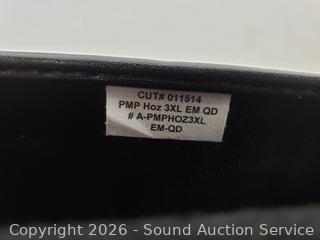 CUT# 011514
PMP Hoz 3XL EM QD
# A-PMPHOZ3XL
EM-QD
Copyright 2026 - Sound Auction Service